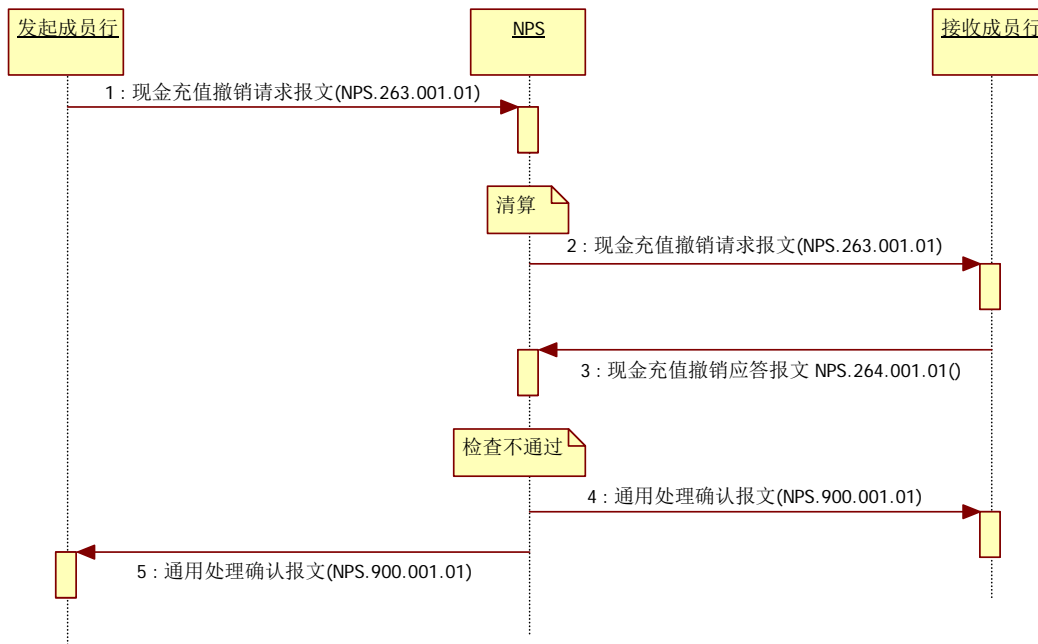 发起成员行
NPS
接收成员行
1 : 现金充值撤销请求报文(NPS.263.001.01)
清算
2 : 现金充值撤销请求报文(NPS.263.001.01)
3 : 现金充值撤销应答报文 NPS.264.001.01()
检查不通过
4 : 通用处理确认报文(NPS.900.001.01)
5 : 通用处理确认报文(NPS.900.001.01)